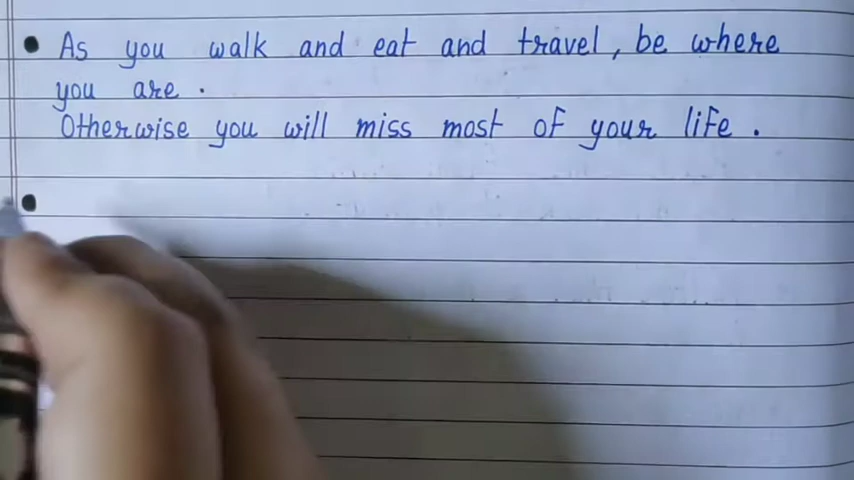 • As you walk and eat and travel, be where
you are.
Otherwise you will miss most of your life.
•